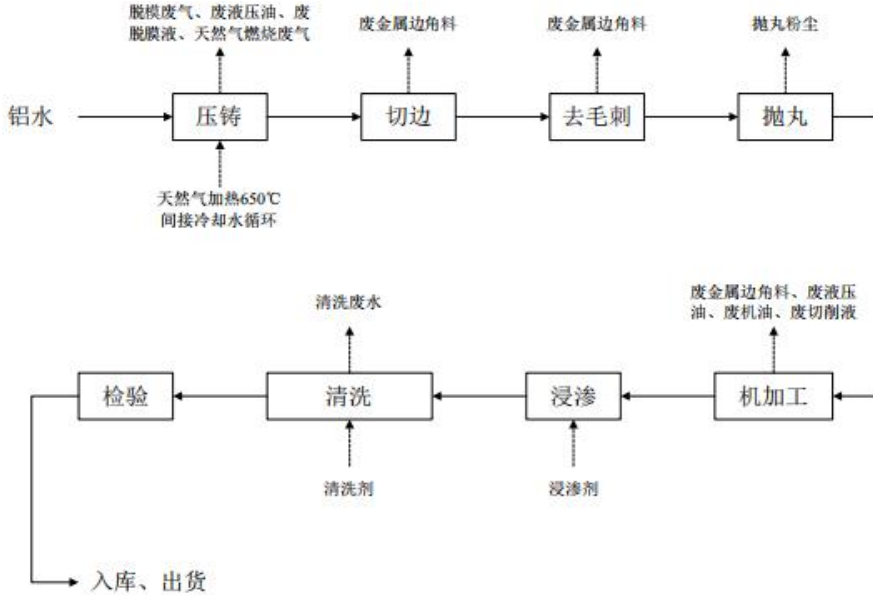 脱模废气、废液压油、废
脱膜液、天然气燃烧废气
废金属边角料
废金属边角料
抛丸粉尘
铝水
压铸
切边
去毛刺
抛丸
天然气加热650℃
间接冷却水循环
清洗废水
废金属边角料、废液压
油、废机油、废切削液
检验
清洗
浸渗
机加工
清洗剂
浸渗剂
入库、出货